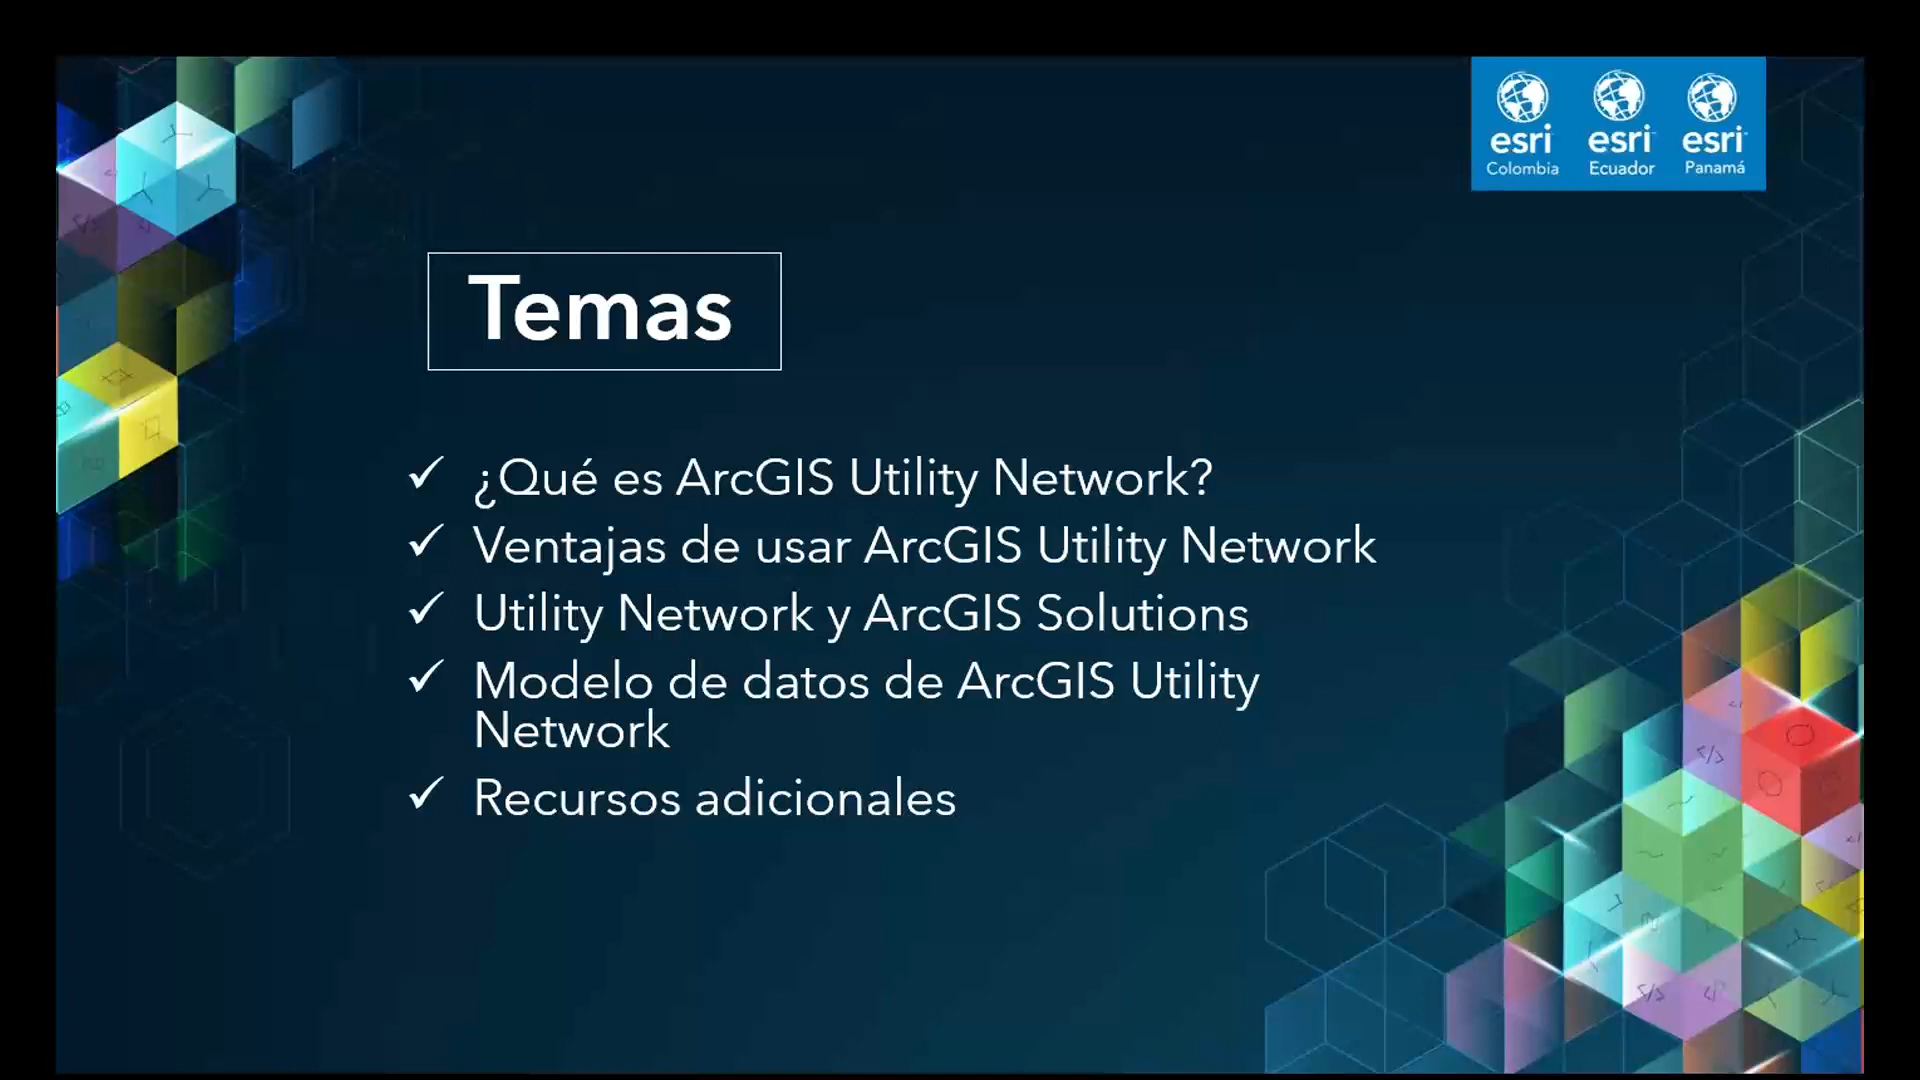 esri esri esri
Colombia Ecuador Panamá
Temas
✓ ¿Qué es ArcGIS Utility Network?
✓ Ventajas de usar ArcGIS Utility Network
✓ Utility Network y ArcGIS Solutions
✓ Modelo de datos de ArcGIS Utility
Network
✓ Recursos adicionales